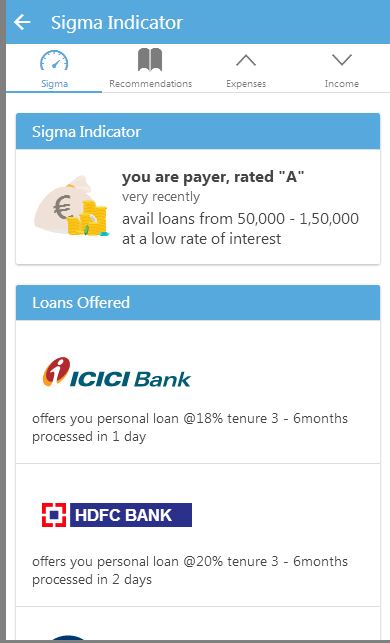 Sigma Indicator
Sigma
Recommendations
Expenses
Income
Sigma Indicator
you are payer, rated "A"
very recently
avail loans from 50,000 - 1,50,000
at a low rate of interest
€
Loans Offered
ICICI Bank
offers you personal loan @18% tenure 3 - 6months
processed in 1 day
HDFC BANK
offers you personal loan @20% tenure 3 - 6months
processed in 2 days